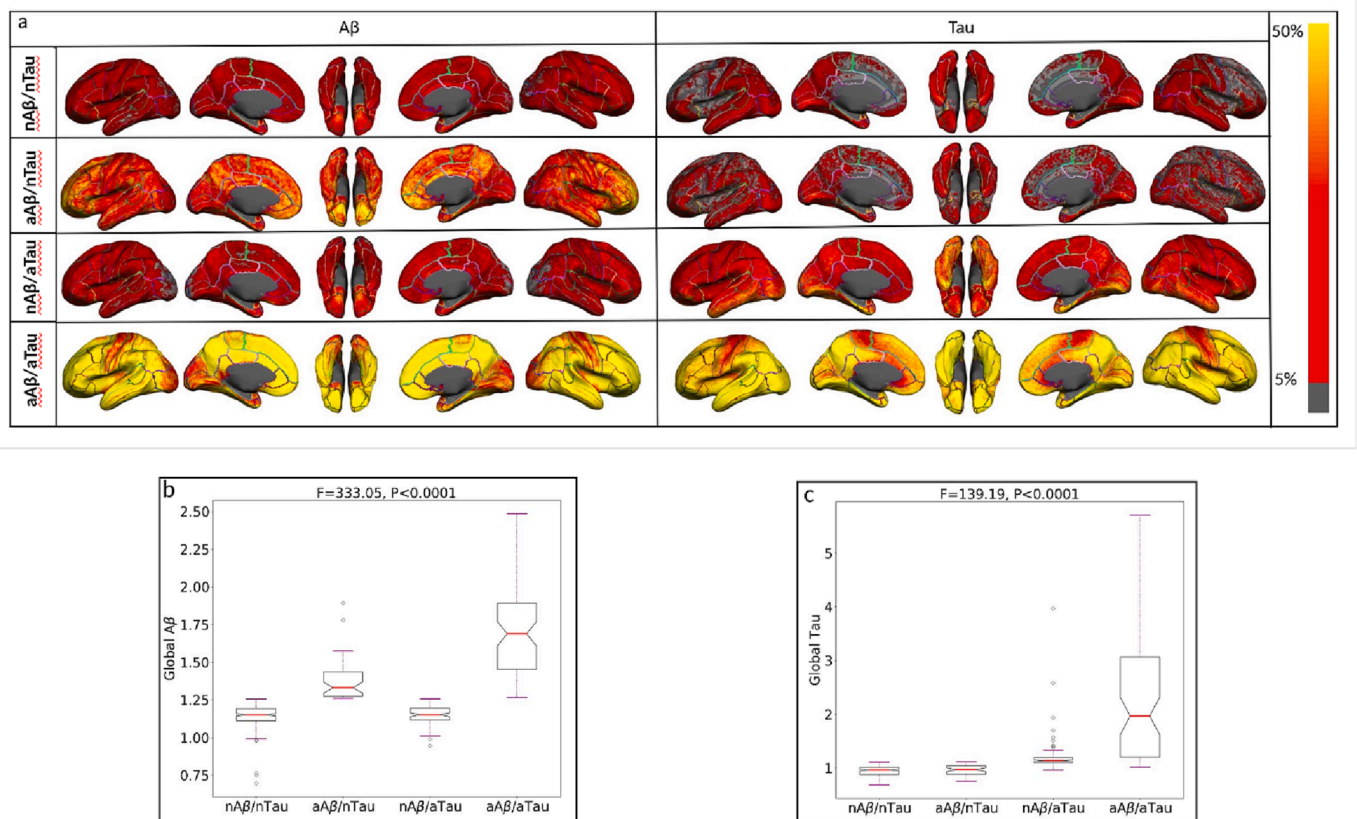 a
Aβ
Tau
50%
nAβ/nTau
aAβ/nTau
nAβ/aTau
5%
aAβ/aTau
b
F=333.05, P<0.0001
Global Aβ
2.50
2.25
2.00
1.75
1.50
1.25
1.00
0.75
nAβ/nTau aAβ/nTau nAβ/aTau aAβ/aTau
c
F=139.19, P<0.0001
Global Tau
5
4
3
2
1
nAβ/nTau aAβ/nTau nAβ/aTau aAβ/aTau